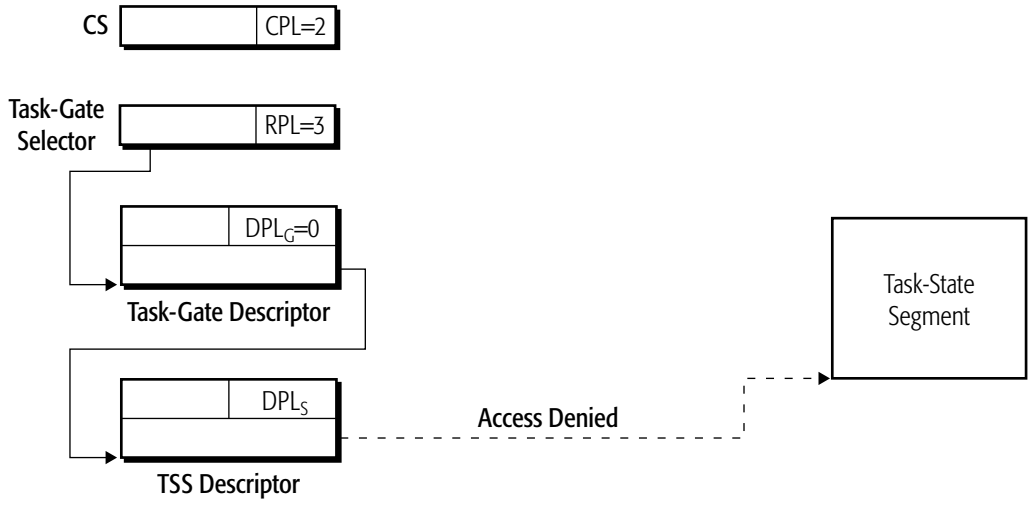 CS
CPL=2
Task-Gate
Selector
RPL=3
DPLG=0
Task-Gate Descriptor
Task-State
Segment
DPLS
Access Denied
TSS Descriptor